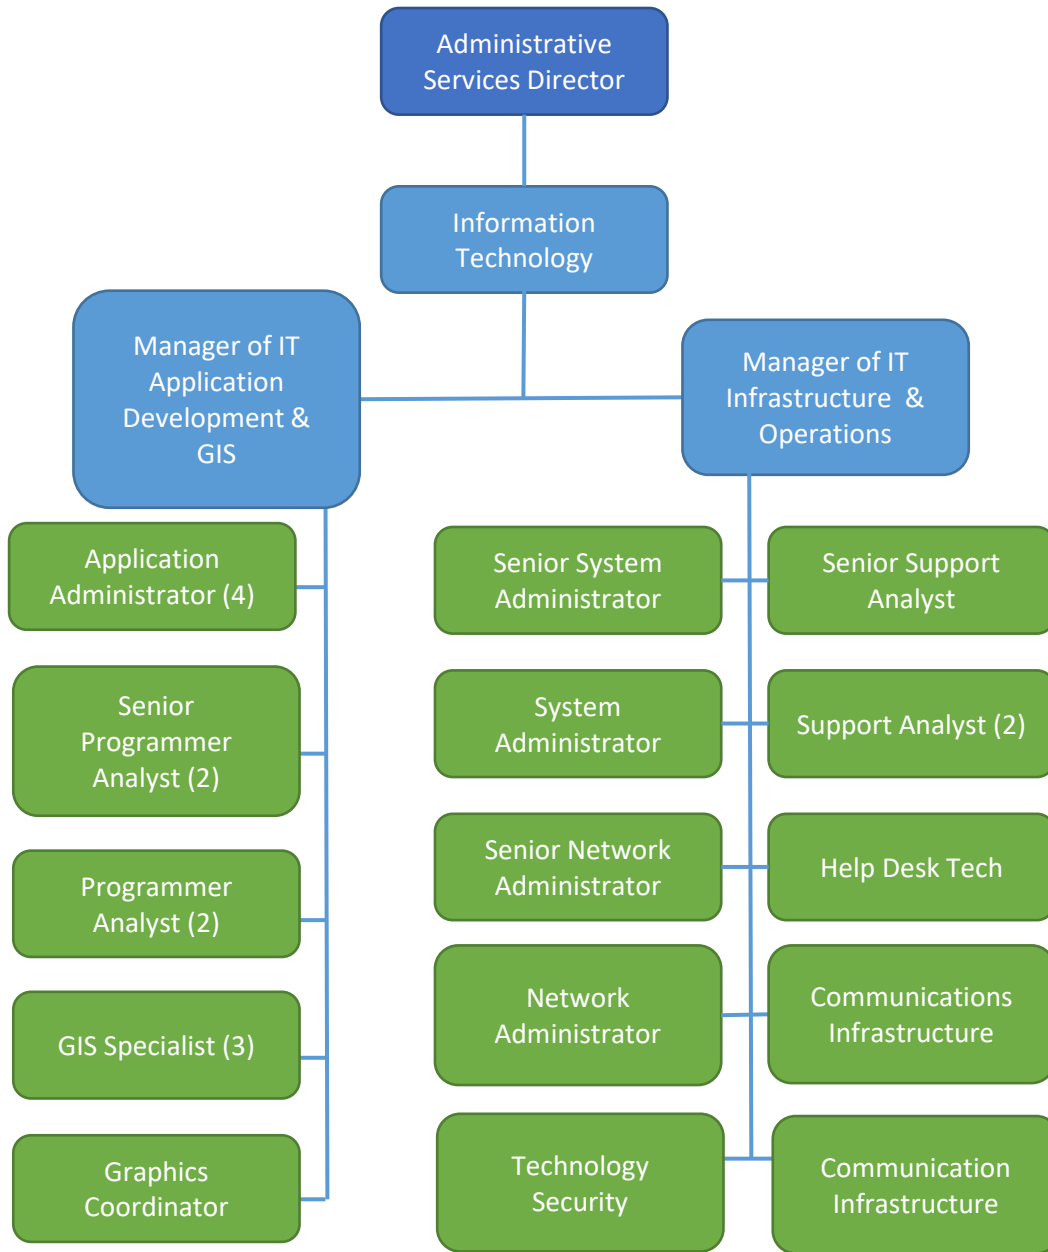 Administrative
Services Director
Information
Technology
Manager of IT
Application
Development &
GIS
Manager of IT
Infrastructure &
Operations
Application
Administrator (4)
Senior
Programmer
Analyst (2)
Programmer
Analyst (2)
GIS Specialist (3)
Graphics
Coordinator
Senior System
Administrator
System
Administrator
Senior Network
Administrator
Network
Administrator
Technology
Security
Senior Support
Analyst
Support Analyst (2)
Help Desk Tech
Communications
Infrastructure
Communication
Infrastructure